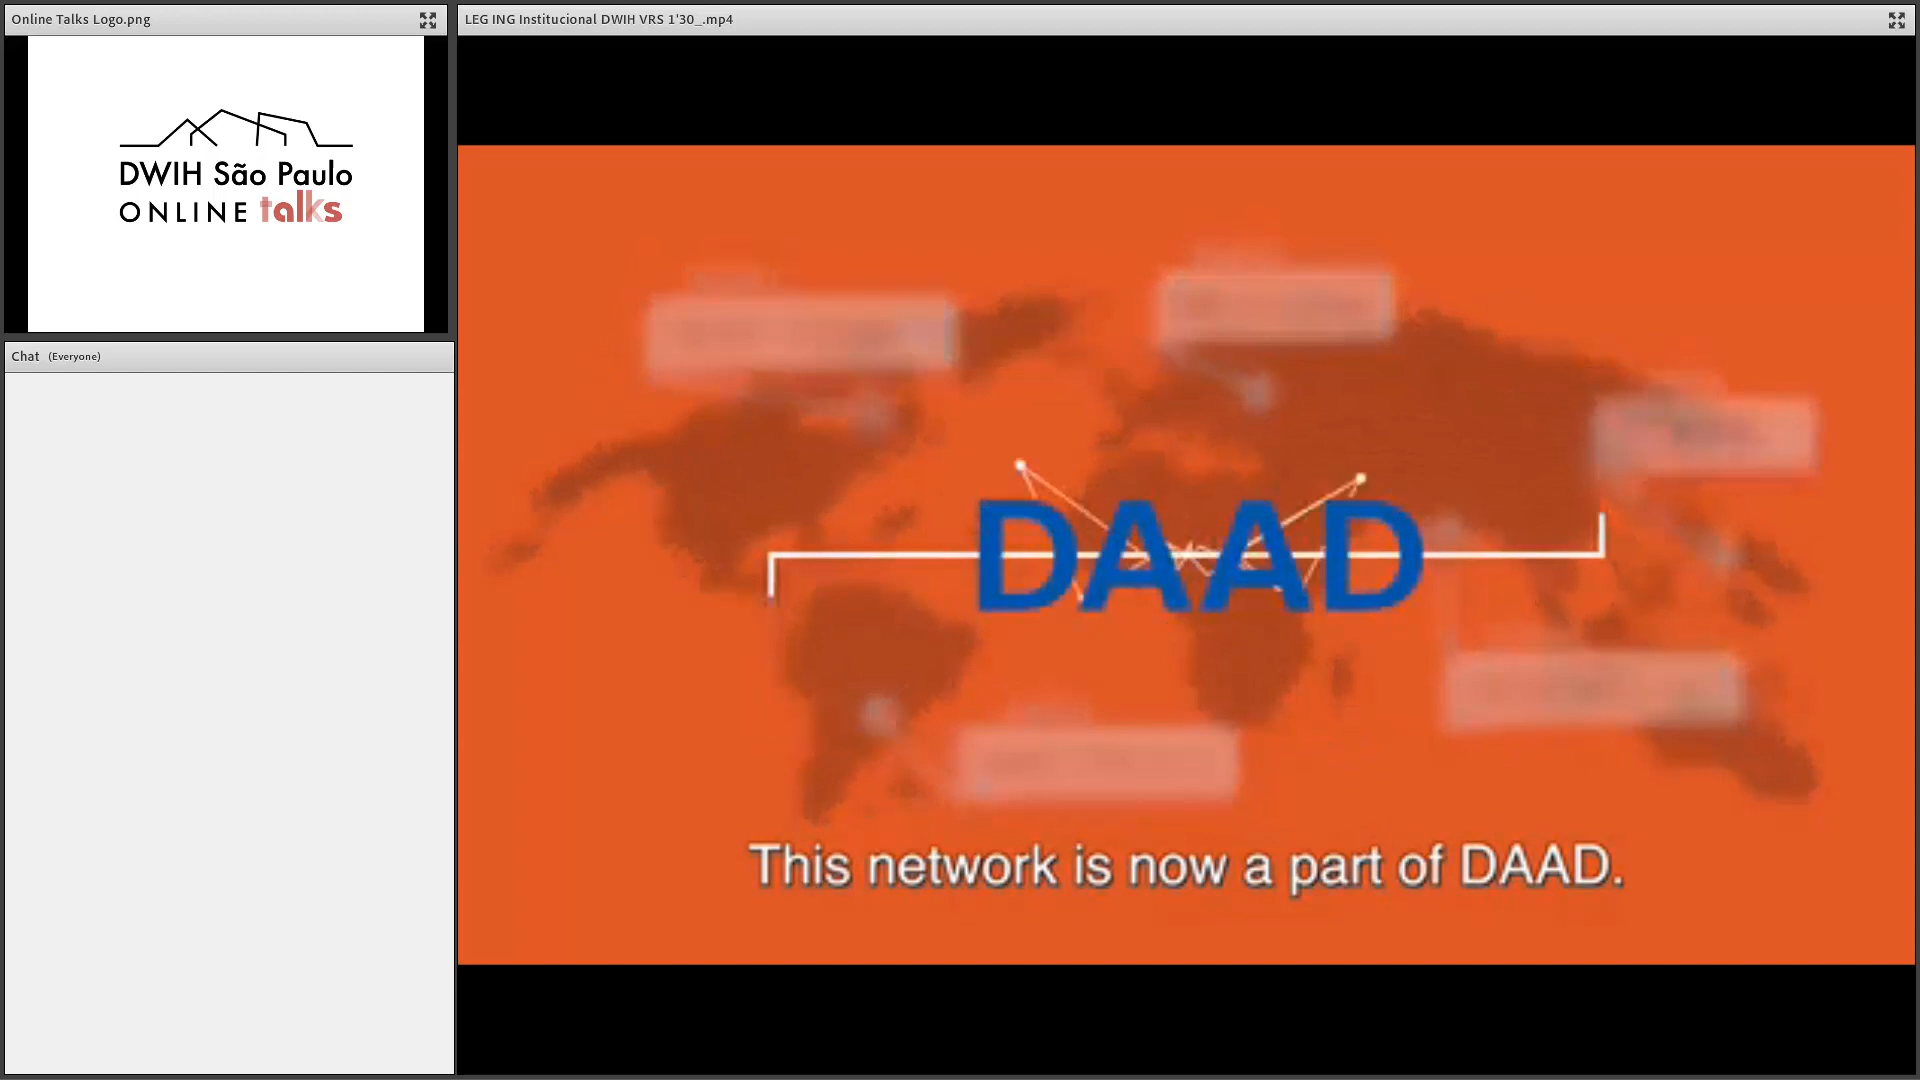 Online Talks Logo.png
DWIH São Paulo
ONLINE talks
Chat (Everyone)
LEG ING Institucional DWIH VRS 1'30_.mp4
DAAD
This network is now a part of DAAD.